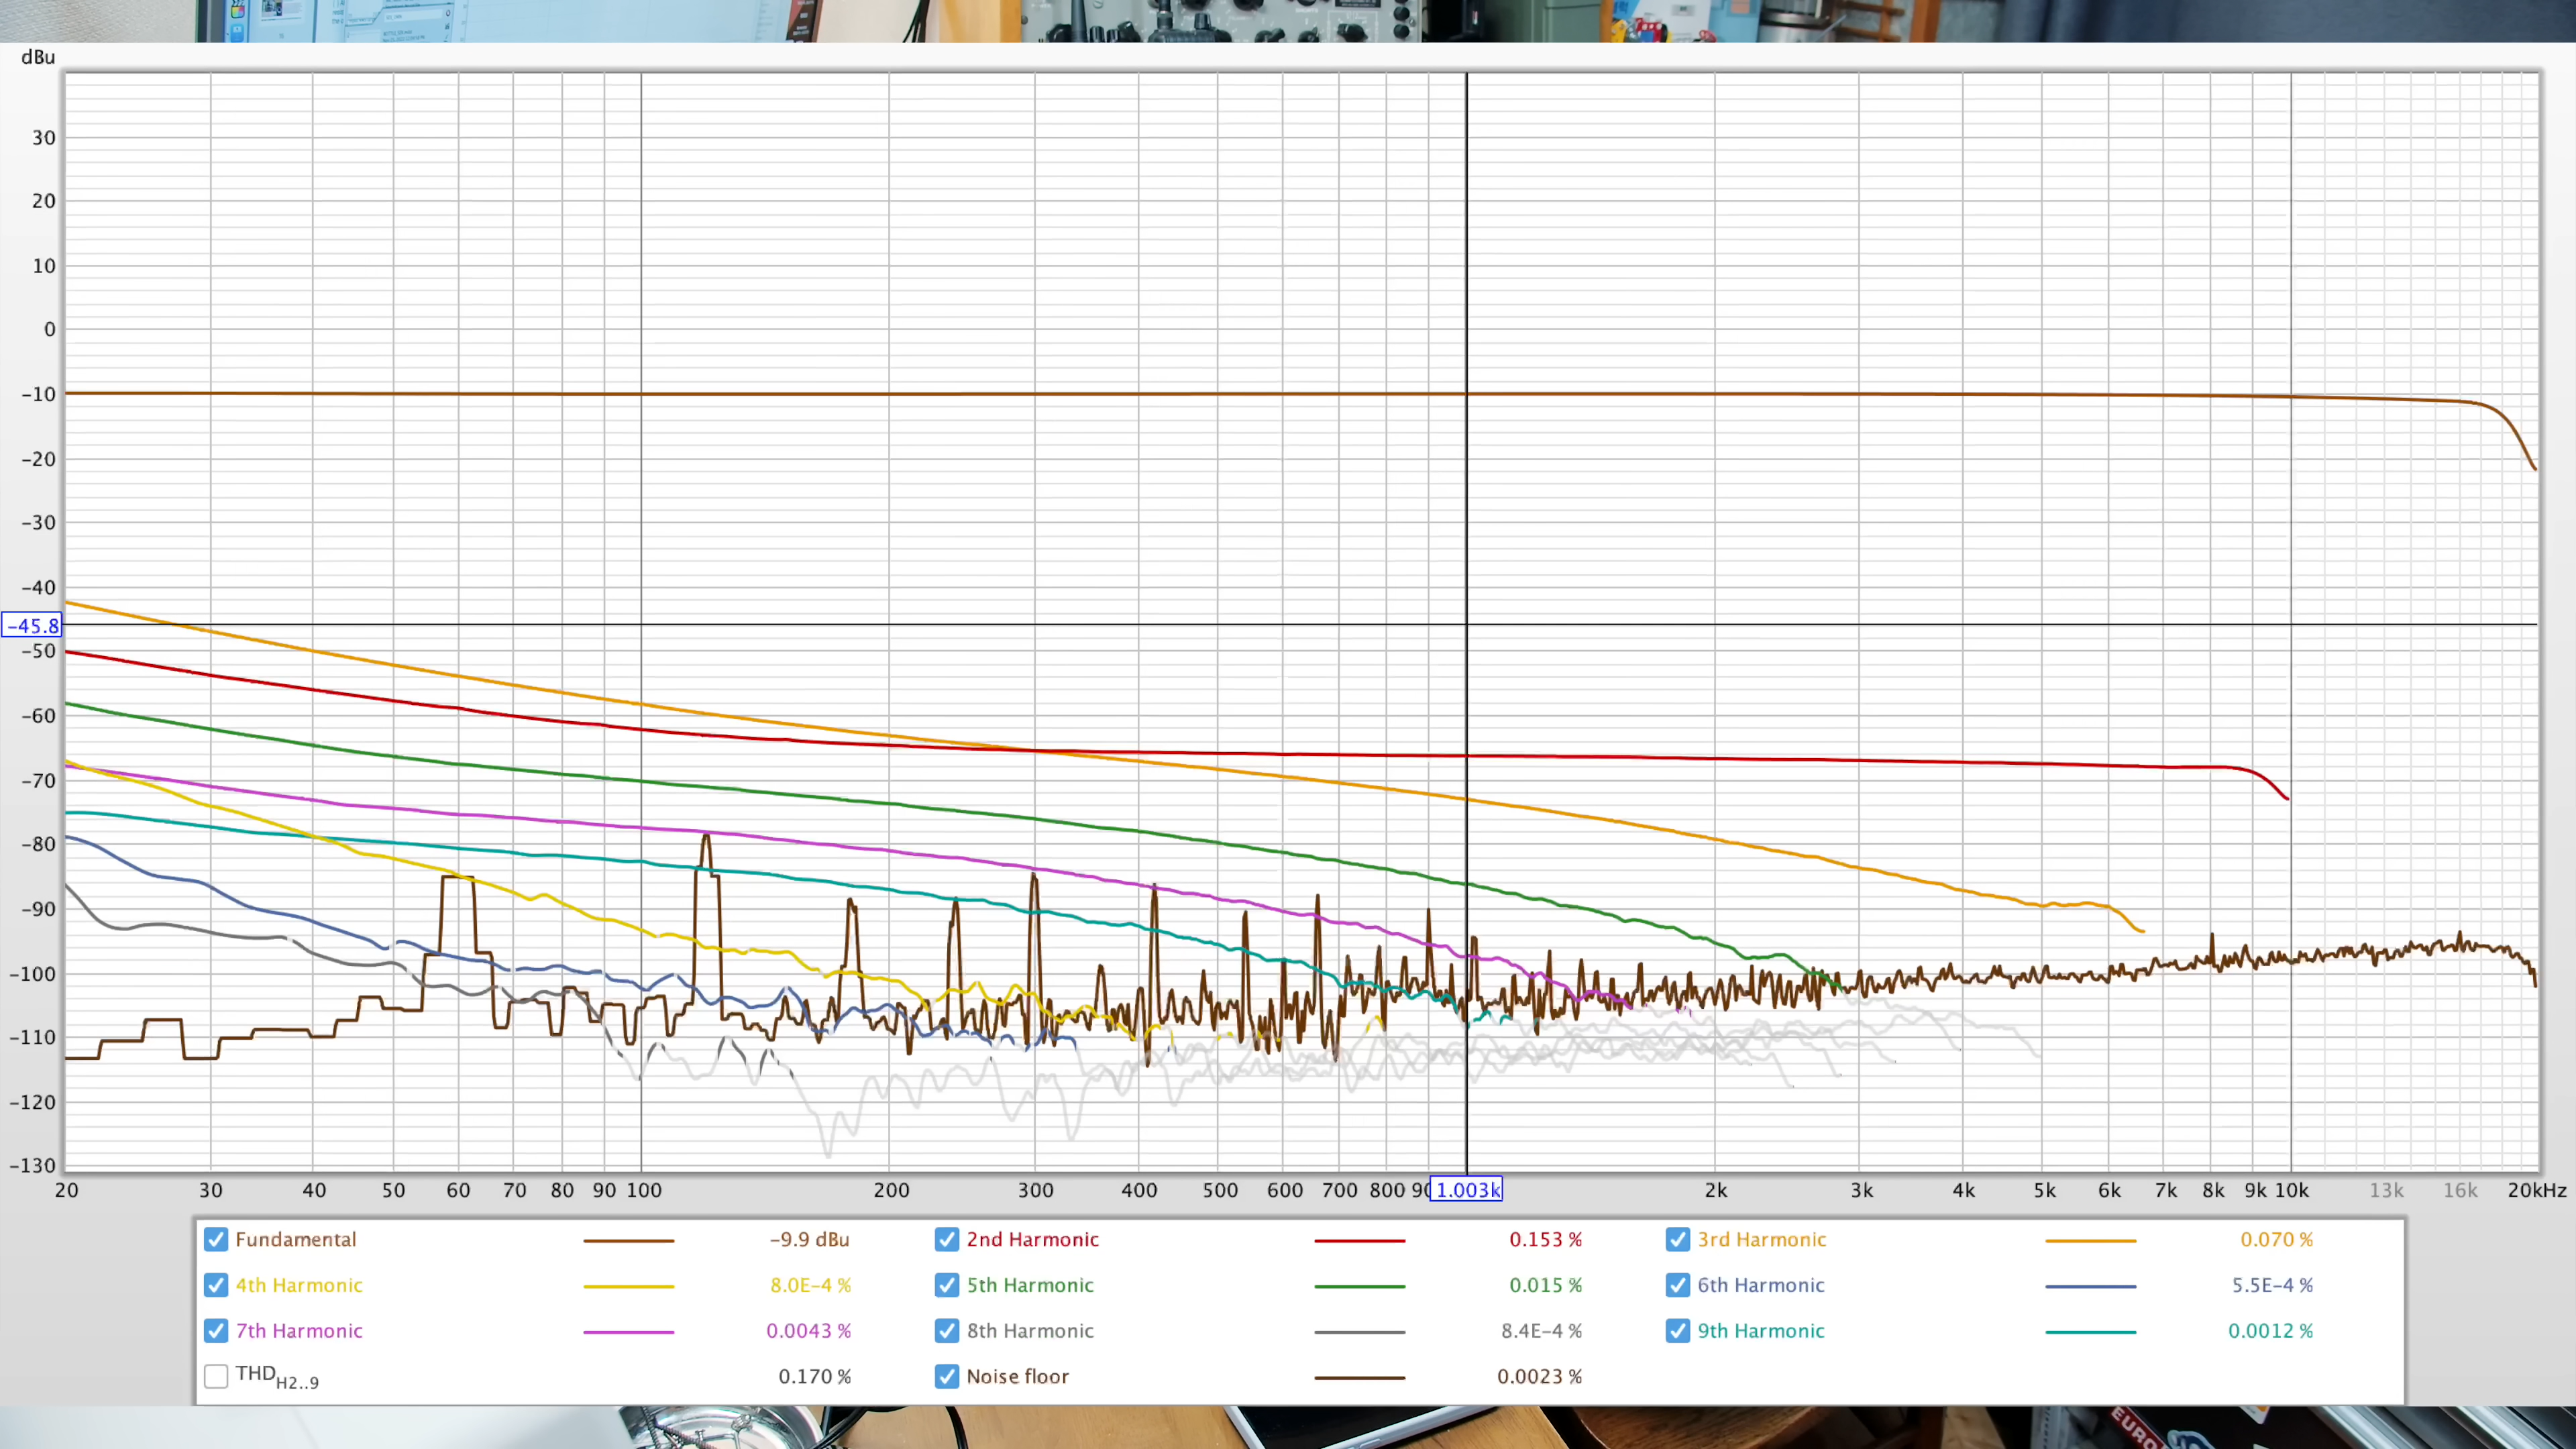 dBu
30
20
10
0
-10
-20
-30
-40
-45.8
-50
-60
-70
-80
-90
-100
-110
-120
-130
20 30 40 50 60 70 80 90 100 200 300 400 500 600 700 800 90 1.003k 2k 3k 4k 5k 6k 7k 8k 9k 10k 13k 16k 20kHz
Fundamental -9.9 dBu 2nd Harmonic 0.153 % 3rd Harmonic 0.070 %
4th Harmonic 8.0E-4 % 5th Harmonic 0.015 % 6th Harmonic 5.5E-4 %
7th Harmonic 0.0043 % 8th Harmonic 8.4E-4 % 9th Harmonic 0.0012 %
THD H2..9 0.170 % Noise floor 0.0023 %
EURO